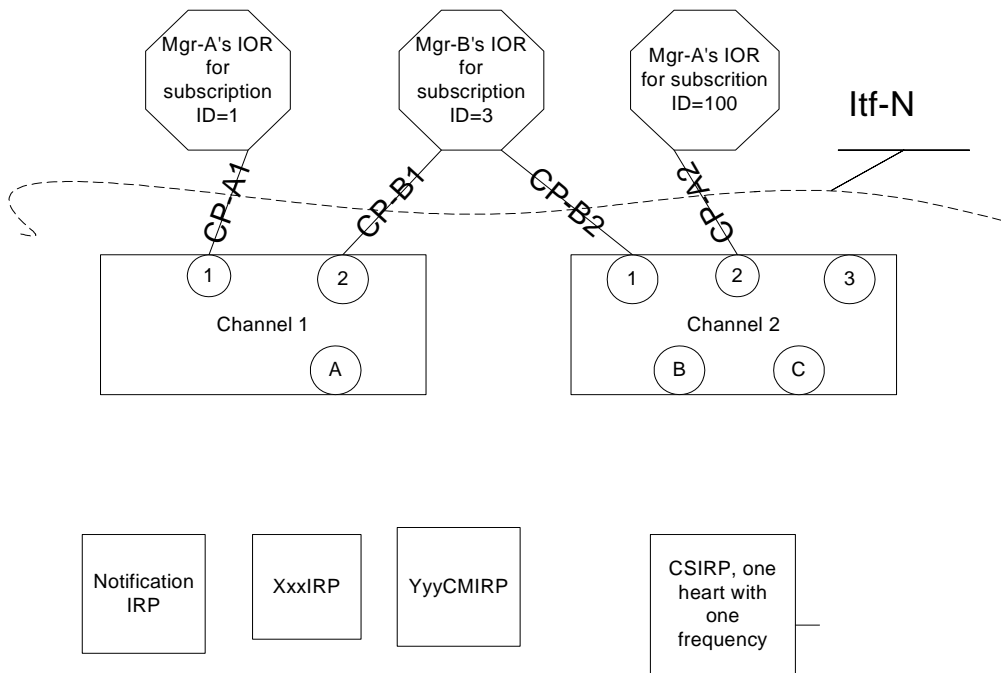 Mgr-A's IOR
for
subscription
ID=1
Mgr-B's IOR
for
subscription
ID=3
Mgr-A's IOR
for subscrition
ID=100
Itf-N
CP-A1
CP-B1
CP-B2
CP-A2
1
2
Channel 1
A
1
2
3
Channel 2
B
C
Notification
IRP
XxxIRP
YyyCMIRP
CSIRP, one
heart with
one
frequency